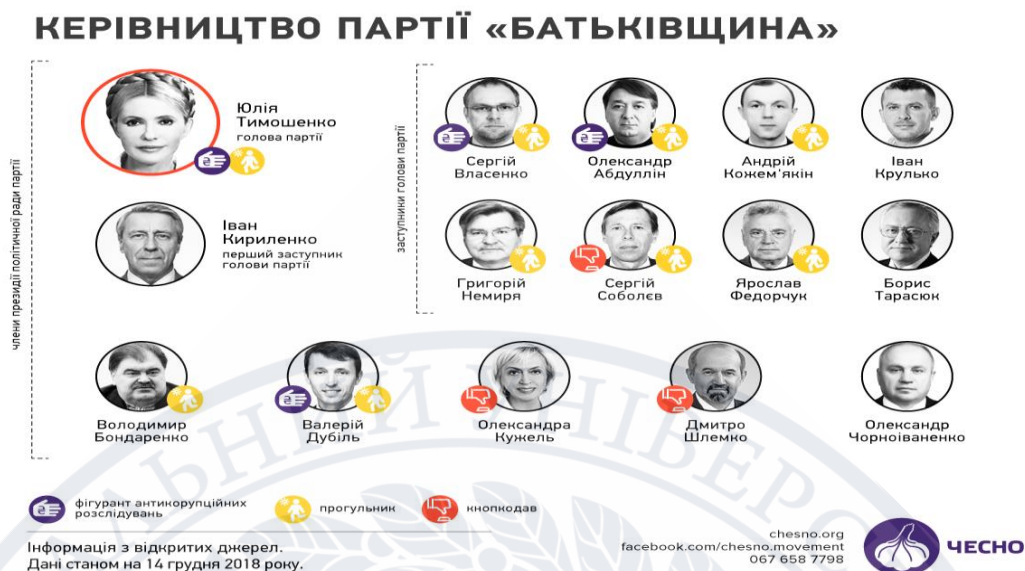 КЕРІВНИЦТВО ПАРТІЇ «БАТЬКІВЩИНА»
члени президії політичної ради партії
Юлія
Тимошенко
голова партії
Іван
Кириленко
перший заступник
голови партії
заступники голови партії
Сергій
Власенко
Олександр
Абдуллін
Андрій
Кожем'якін
Іван
Крулько
Григорій
Немиря
Сергій
Соболєв
Ярослав
Федорчук
Борис
Тарасюк
Володимир
Бондаренко
Валерій
Дубіль
Олександра
Кужель
Дмитро
Шлемко
Олександр
Чорноіваненко
ЛЬНИЙ УНІВЕРС
фігурант антикорупційних
розслідувань
прогульник
кнопкодав
Інформація з відкритих джерел.
Дані станом на 14 грудня 2018 року.
chesno.org
facebook.com/chesno.movement
067 658 7798
ЧЕСНО